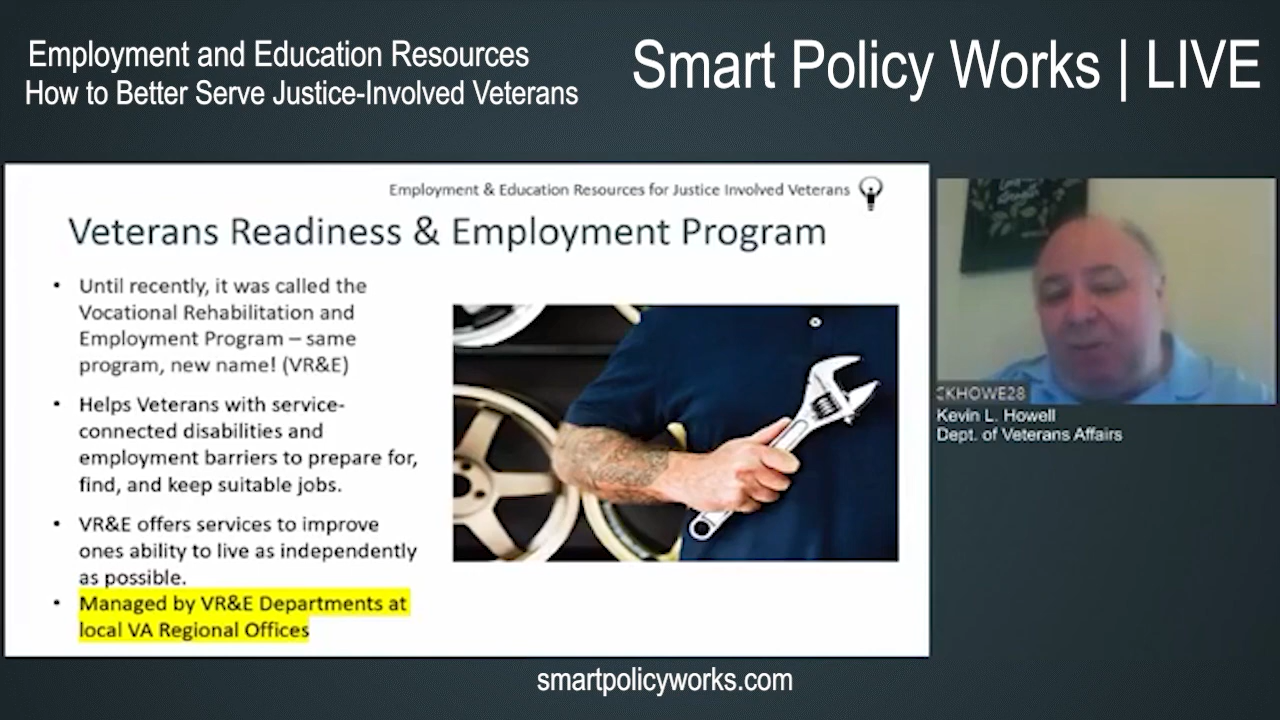 Employment and Education Resources
How to Better Serve Justice-Involved Veterans
Smart Policy Works | LIVE
Employment & Education Resources for Justice Involved Veterans
Veterans Readiness & Employment Program
• Until recently, it was called the
Vocational Rehabilitation and
Employment Program – same
program, new name! (VR&E)
• Helps Veterans with service-
connected disabilities and
employment barriers to prepare for,
find, and keep suitable jobs.
• VR&E offers services to improve
ones ability to live as independently
as possible.
• Managed by VR&E Departments at
local VA Regional Offices
CKHOWE28
Kevin L. Howell
Dept. of Veterans Affairs
smartpolicyworks.com